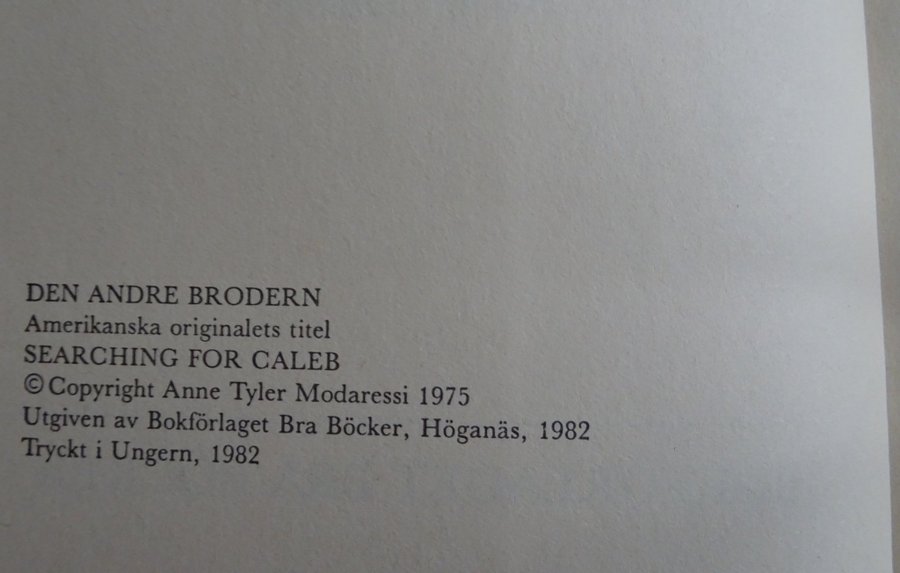 DEN ANDRE BRODERN
Amerikanska originalets titel
SEARCHING FOR CALEB
© Copyright Anne Tyler Modaressi 1975
Utgiven av Bokförlaget Bra Böcker, Höganäs, 1982
Tryckt i Ungern, 1982